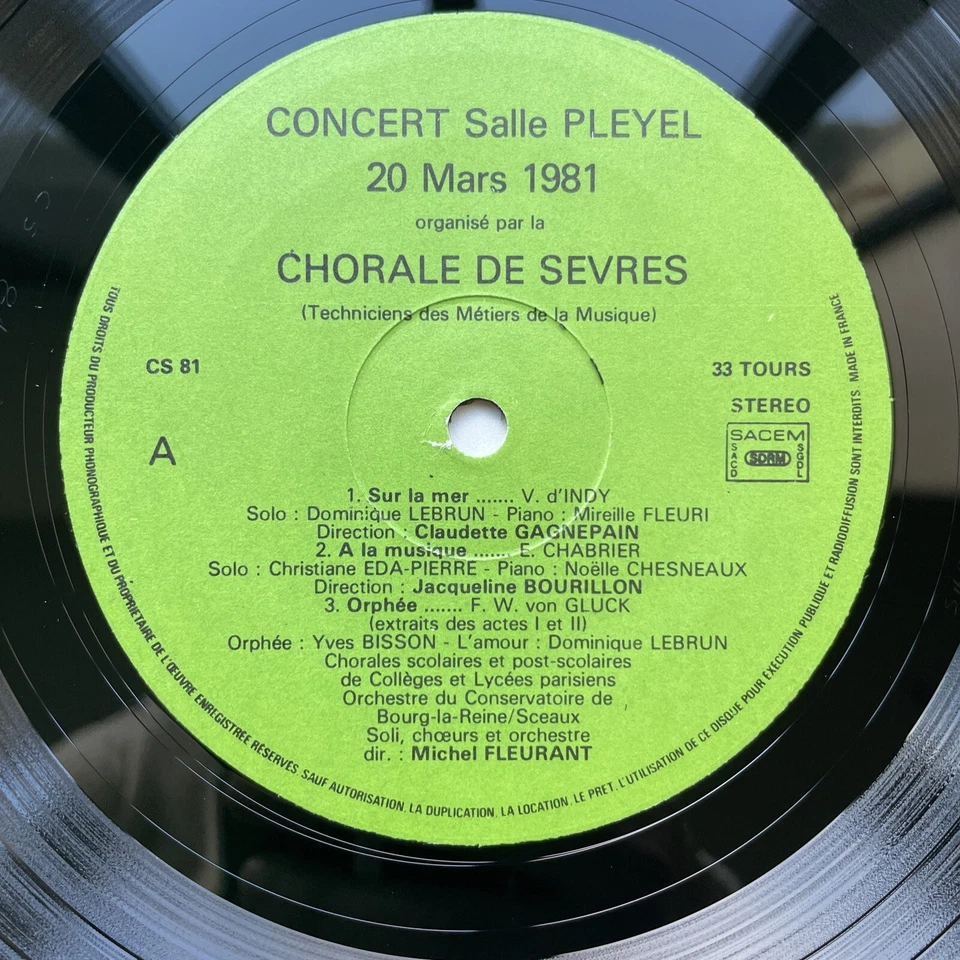 CONCERT Salle PLEYEL
20 Mars 1981
organisé par la
CHORALE DE SEVRES
(Techniciens des Métiers de la Musique)
CS 81
33 TOURS
STEREO
A
SACEM
SACD
SDRM
SGDL
1. Sur la mer ....... V. d'INDY
Solo : Dominique LEBRUN - Piano : Mireille FLEURI
Direction : Claudette GAGNEPAIN
2. A la musique ....... E. CHABRIER
Solo : Christiane EDA-PIERRE - Piano : Noëlle CHESNEAUX
Direction : Jacqueline BOURILLON
3. Orphée ....... F. W. von GLUCK
(extraits des actes I et II)
Orphée : Yves BISSON - L'amour : Dominique LEBRUN
Chorales scolaires et post-scolaires
de Collèges et Lycées parisiens
Orchestre du Conservatoire de
Bourg-la-Reine/Sceaux
Soli, chœurs et orchestre
dir. : Michel FLEURANT
TOUS DROITS DU PRODUCTEUR PHONOGRAPHIQUE ET DU PROPRIETAIRE DE L'ŒUVRE ENREGISTREE RESERVES SAUF AUTORISATION, LA DUPLICATION, LA LOCATION, LE PRET, L'UTILISATION DE CE DISQUE POUR EXECUTION PUBLIQUE ET RADIODIFFUSION SONT INTERDITS MADE IN FRANCE